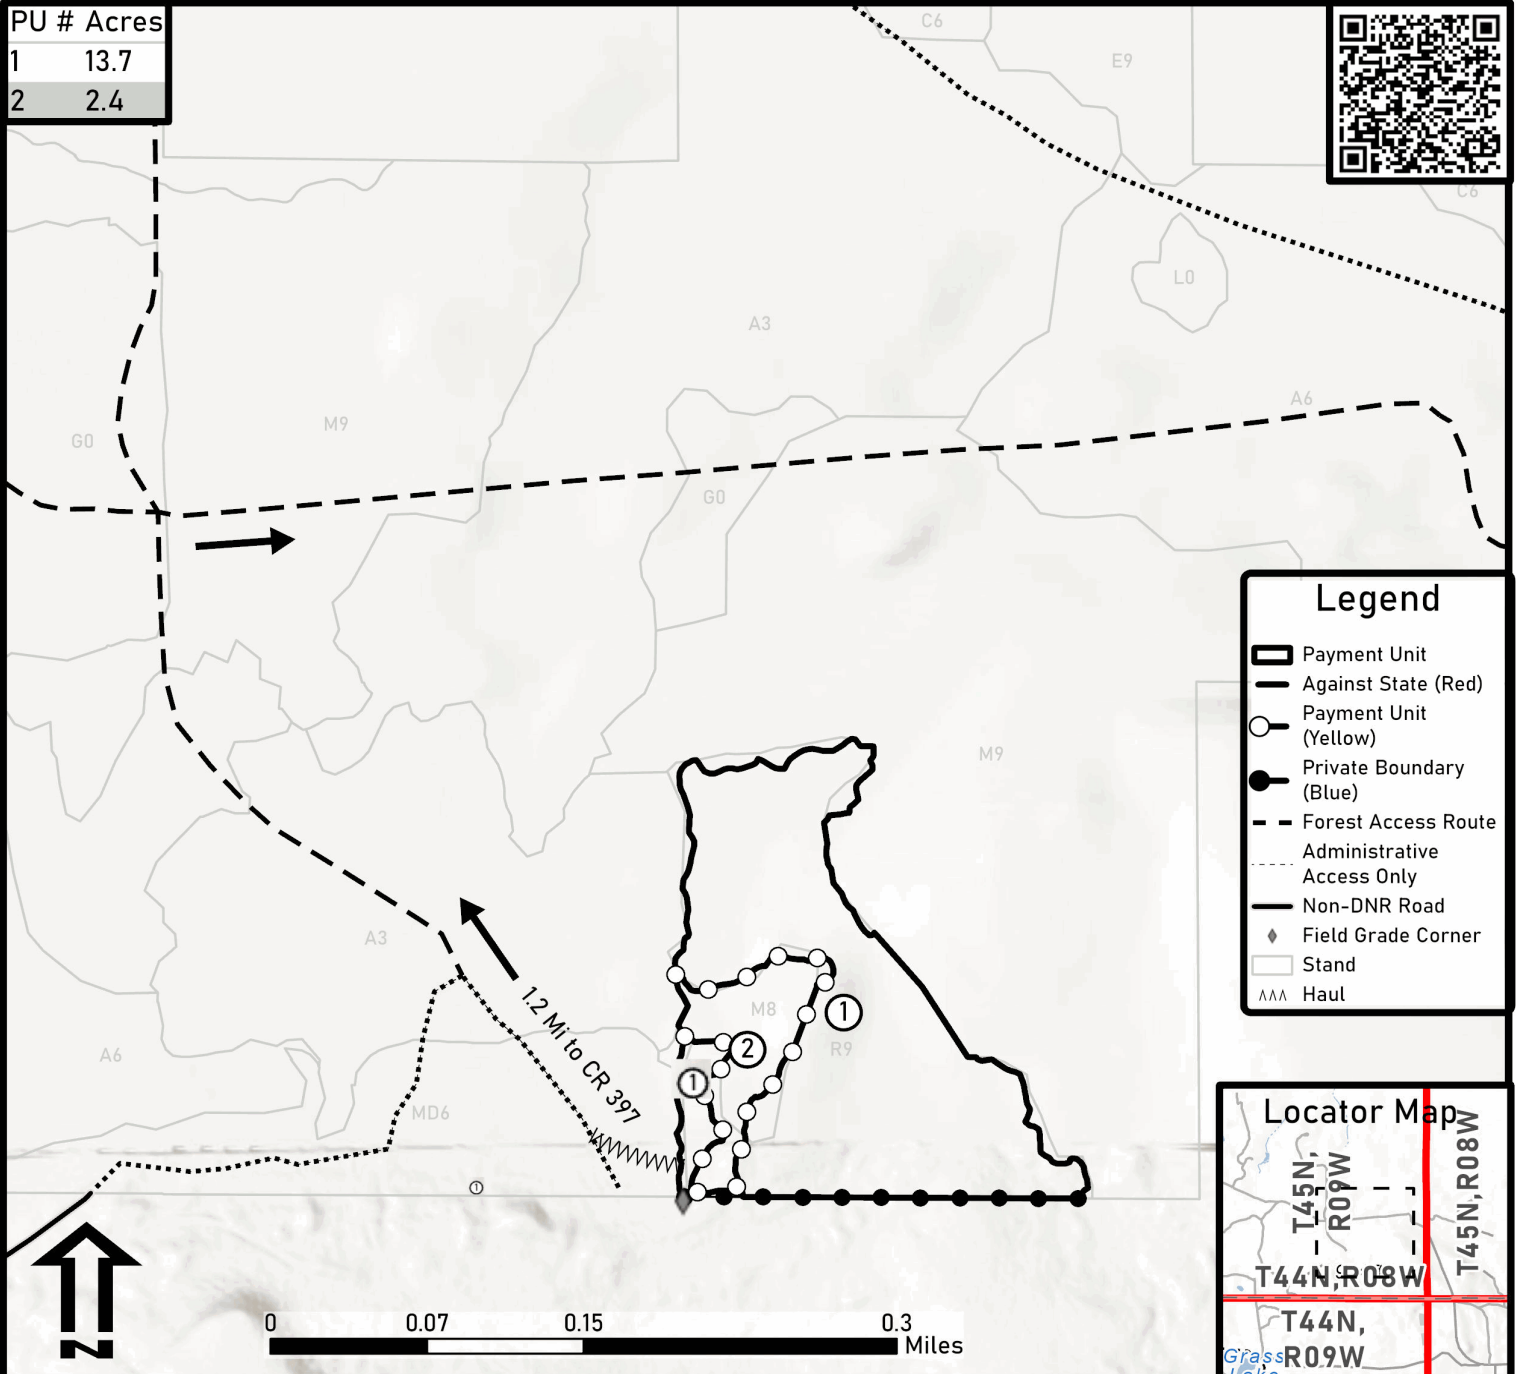 PU # Acres
1 13.7
2 2.4
C6
E9
C6
L0
A3
A6
M9
G0
G0
M9
Legend
Payment Unit
Against State (Red)
Payment Unit
(Yellow)
Private Boundary
(Blue)
Forest Access Route
Administrative
Access Only
Non-DNR Road
Field Grade Corner
Stand
Haul
A3
1.2 Mi to CR 397
M8
1
R9
2
1
A6
MD6
1
N
0 0.07 0.15 0.3
Miles
Locator Map
T45N,
R09W
T45N,R08W
T44N,R08W
T44N,
R09W
Grass
Lake